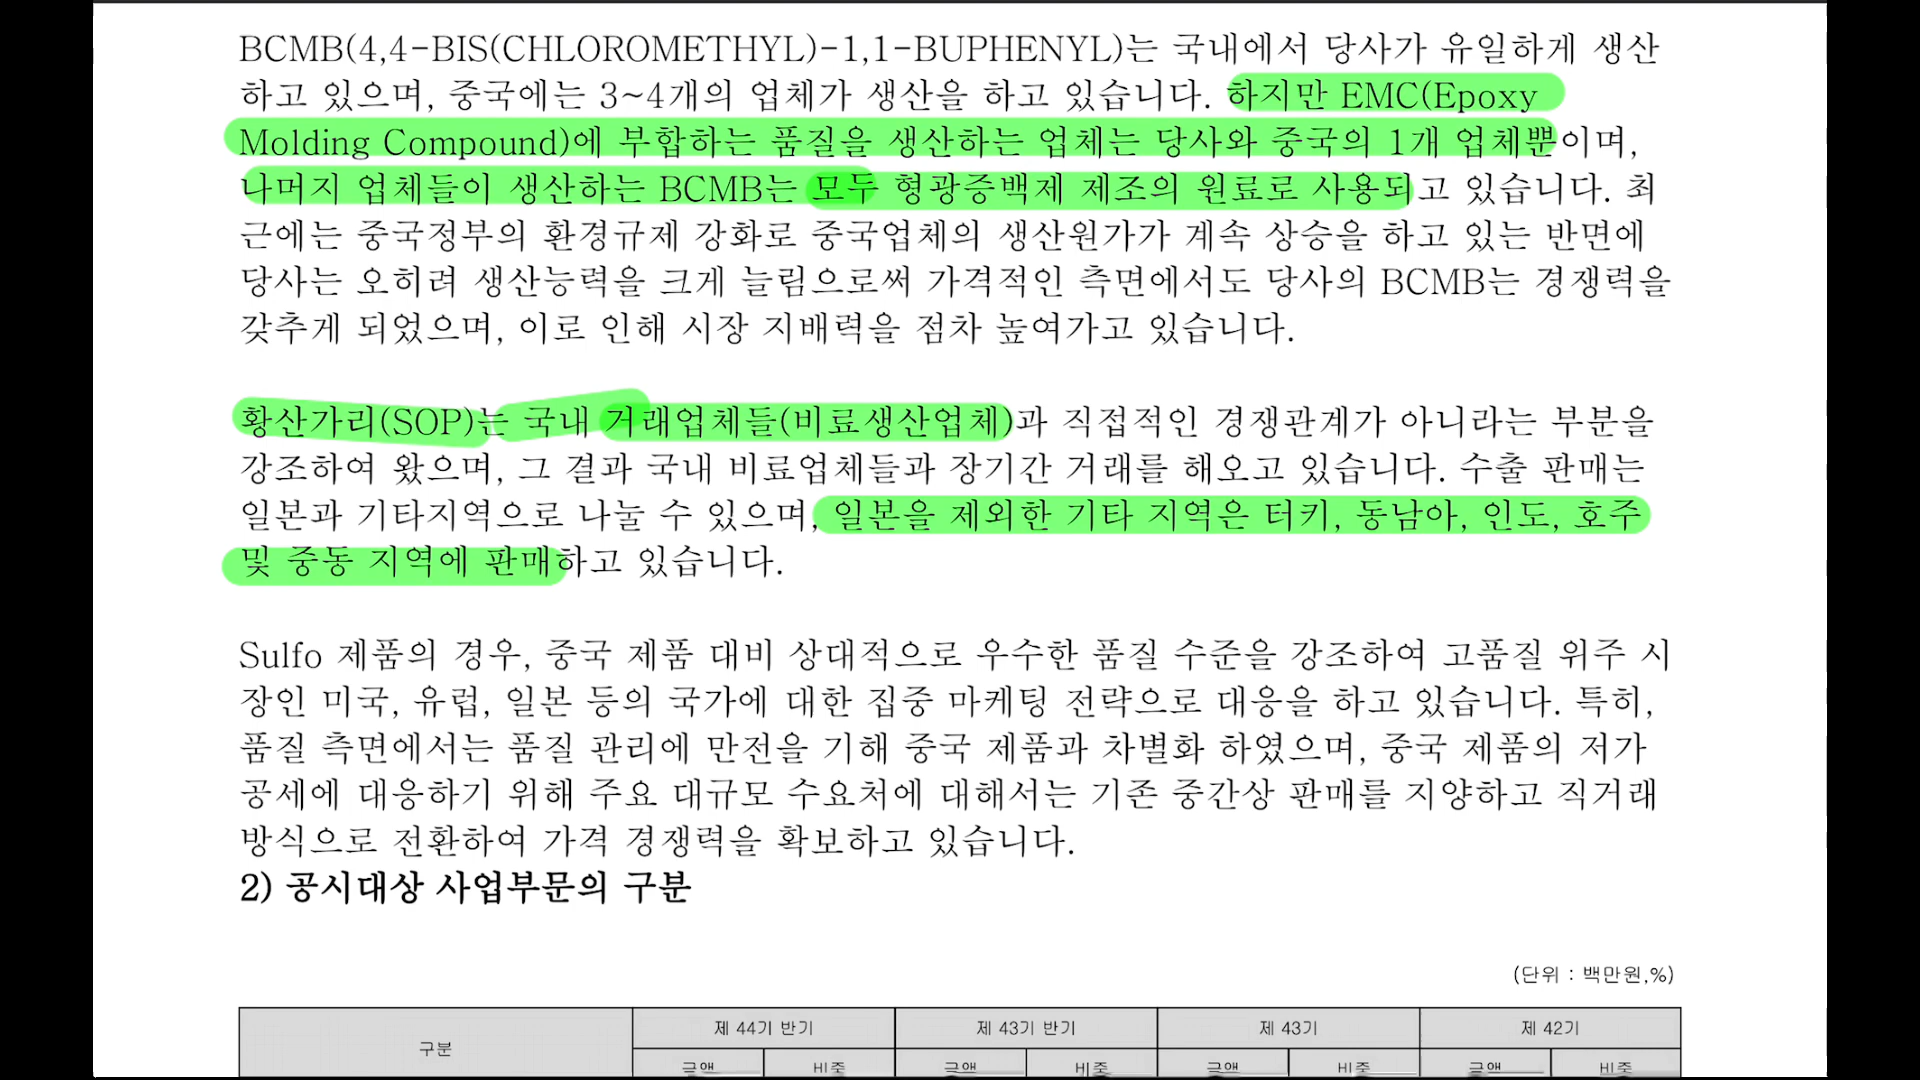 BCMB(4,4-BIS(CHLOROMETHYL)-1,1-BUPHENYL)는 국내에서 당사가 유일하게 생산
하고 있으며, 중국에는 3~4개의 업체가 생산을 하고 있습니다. 하지만 EMC(Epoxy
Molding Compound)에 부합하는 품질을 생산하는 업체는 당사와 중국의 1개 업체뿐이며,
나머지 업체들이 생산하는 BCMB는 모두 형광증백제 제조의 원료로 사용되고 있습니다. 최
근에는 중국정부의 환경규제 강화로 중국업체의 생산원가가 계속 상승을 하고 있는 반면에
당사는 오히려 생산능력을 크게 늘림으로써 가격적인 측면에서도 당사의 BCMB는 경쟁력을
갖추게 되었으며, 이로 인해 시장 지배력을 점차 높여가고 있습니다.
황산가리(SOP)는 국내 거래업체들(비료생산업체)과 직접적인 경쟁관계가 아니라는 부분을
강조하여 왔으며, 그 결과 국내 비료업체들과 장기간 거래를 해오고 있습니다. 수출 판매는
일본과 기타지역으로 나눌 수 있으며, 일본을 제외한 기타 지역은 터키, 동남아, 인도, 호주
및 중동 지역에 판매하고 있습니다.
Sulfo 제품의 경우, 중국 제품 대비 상대적으로 우수한 품질 수준을 강조하여 고품질 위주 시
장인 미국, 유럽, 일본 등의 국가에 대한 집중 마케팅 전략으로 대응을 하고 있습니다. 특히,
품질 측면에서는 품질 관리에 만전을 기해 중국 제품과 차별화 하였으며, 중국 제품의 저가
공세에 대응하기 위해 주요 대규모 수요처에 대해서는 기존 중간상 판매를 지양하고 직거래
방식으로 전환하여 가격 경쟁력을 확보하고 있습니다.
2) 공시대상 사업부문의 구분
(단위 : 백만원,%)
구분 제 44기 반기 제 43기 반기 제 43기 제 42기
금액 비중 금액 비중 금액 비중 금액 비중